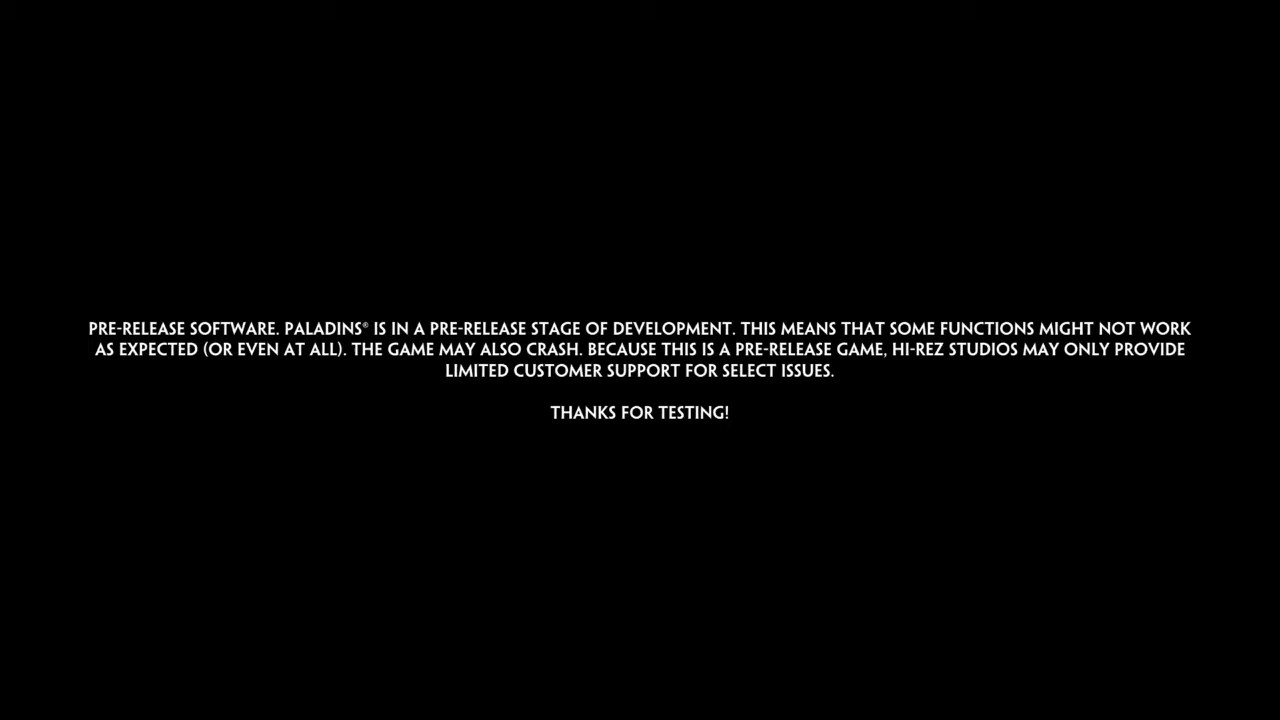 PRE-RELEASE SOFTWARE. PALADINS® IS IN A PRE-RELEASE STAGE OF DEVELOPMENT. THIS MEANS THAT SOME FUNCTIONS MIGHT NOT WORK
AS EXPECTED (OR EVEN AT ALL). THE GAME MAY ALSO CRASH. BECAUSE THIS IS A PRE-RELEASE GAME, HI-REZ STUDIOS MAY ONLY PROVIDE
LIMITED CUSTOMER SUPPORT FOR SELECT ISSUES.
THANKS FOR TESTING!